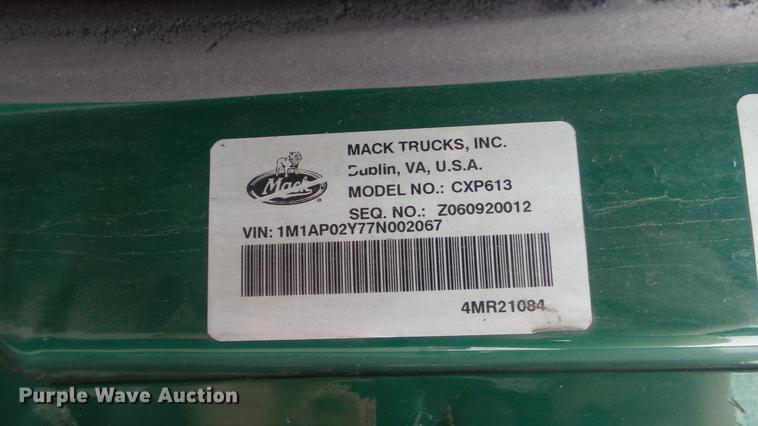 MACK TRUCKS, INC.
Dublin, VA, U.S.A.
Mack
®
MODEL NO.: CXP613
SEQ. NO.: Z060920012
VIN: 1M1AP02Y77N002067
4MR21084
Purple Wave Auction®